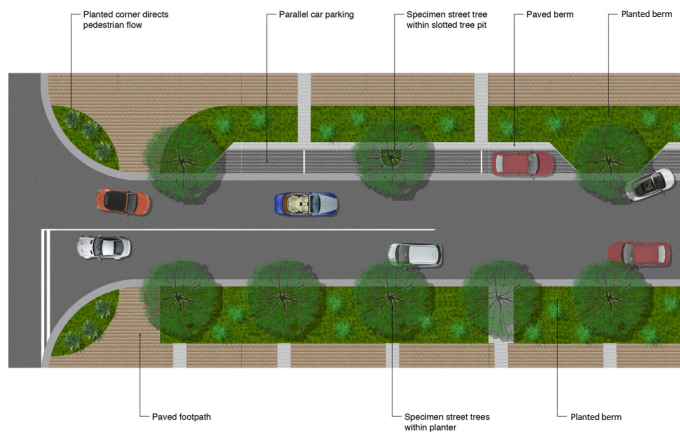 Planted corner directs
pedestrian flow
Parallel car parking
Specimen street tree
within slotted tree pit
Paved berm
Planted berm
Paved footpath
Specimen street trees
within planter
Planted berm